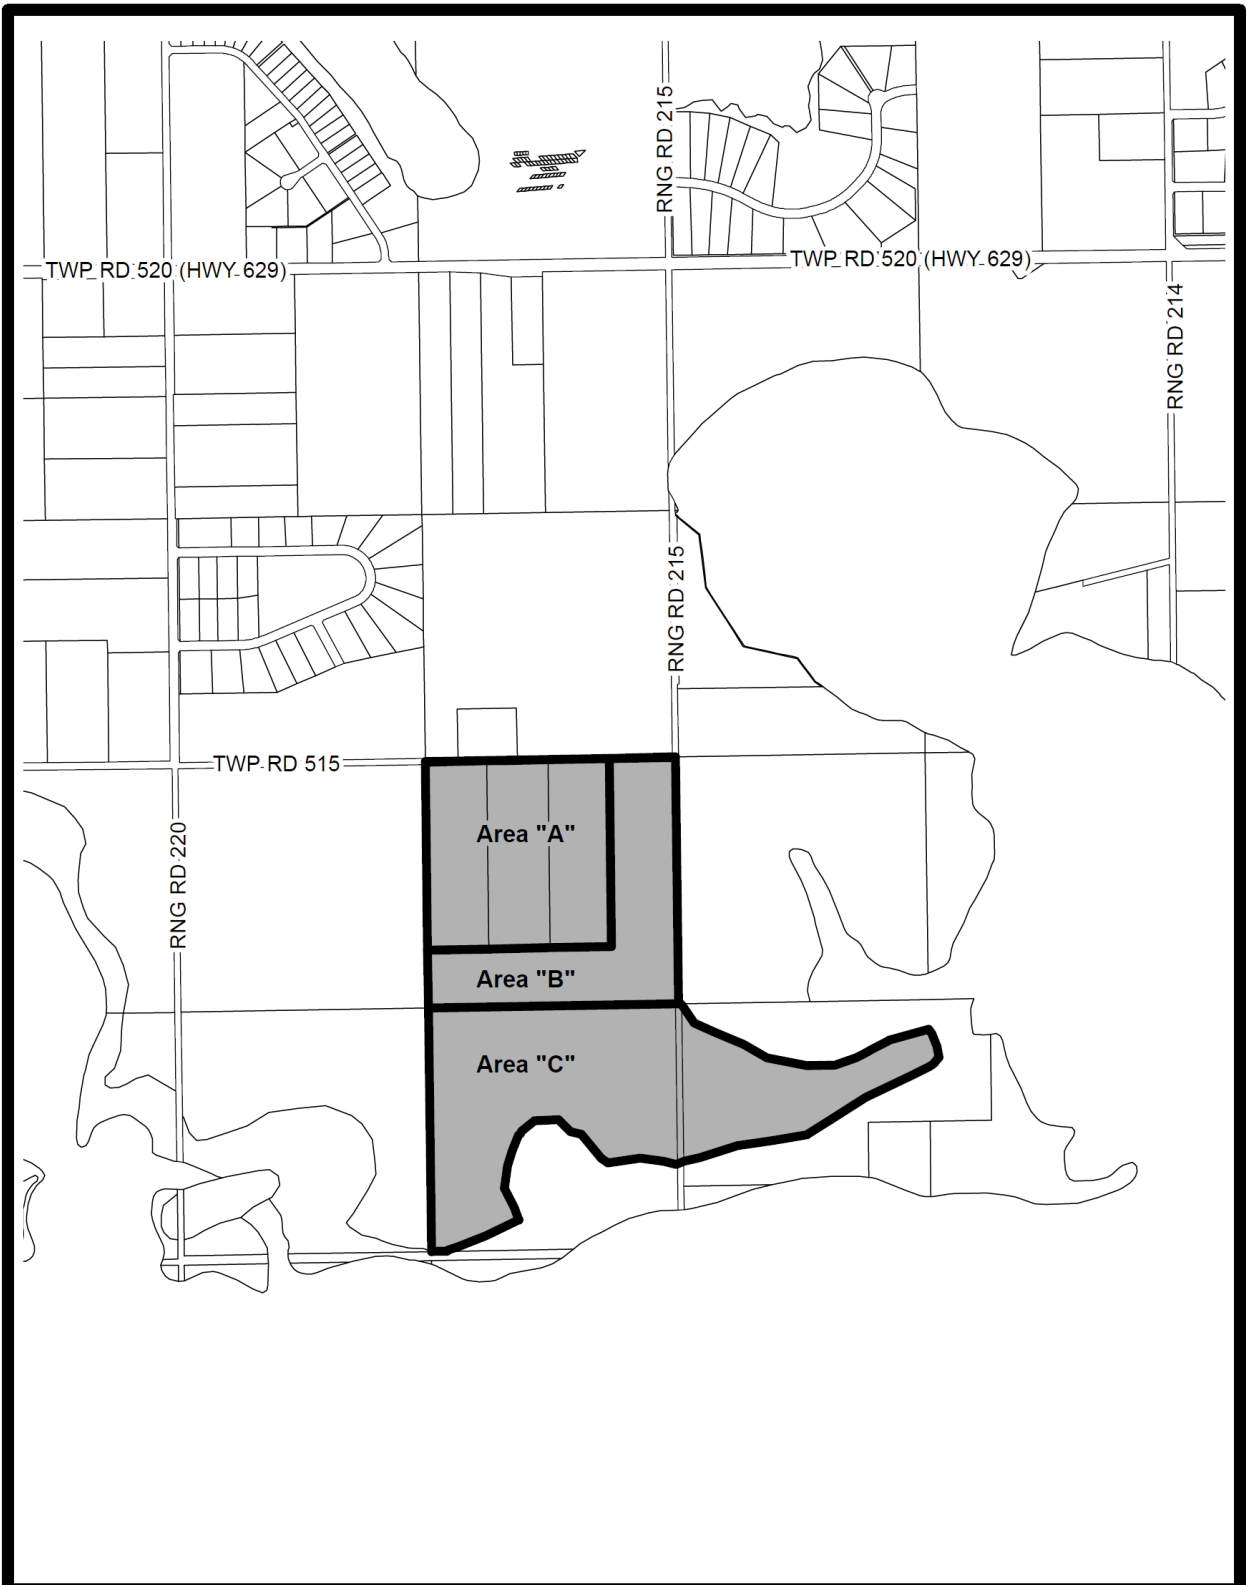 RNG RD 215
TWP RD 520 (HWY 629)
TWP RD 520 (HWY 629)
RNG RD 214
RNG RD 215
TWP RD 515
Area "A"
RNG RD 220
Area "B"
Area "C"